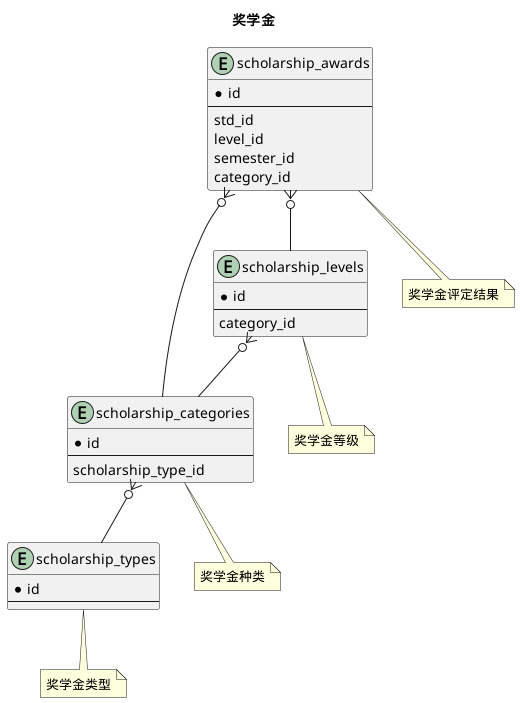 奖学金
E scholarship_awards
* id
std_id
level_id
semester_id
category_id
奖学金评定结果
E scholarship_levels
* id
category_id
奖学金等级
E scholarship_categories
* id
scholarship_type_id
奖学金种类
E scholarship_types
* id
奖学金类型